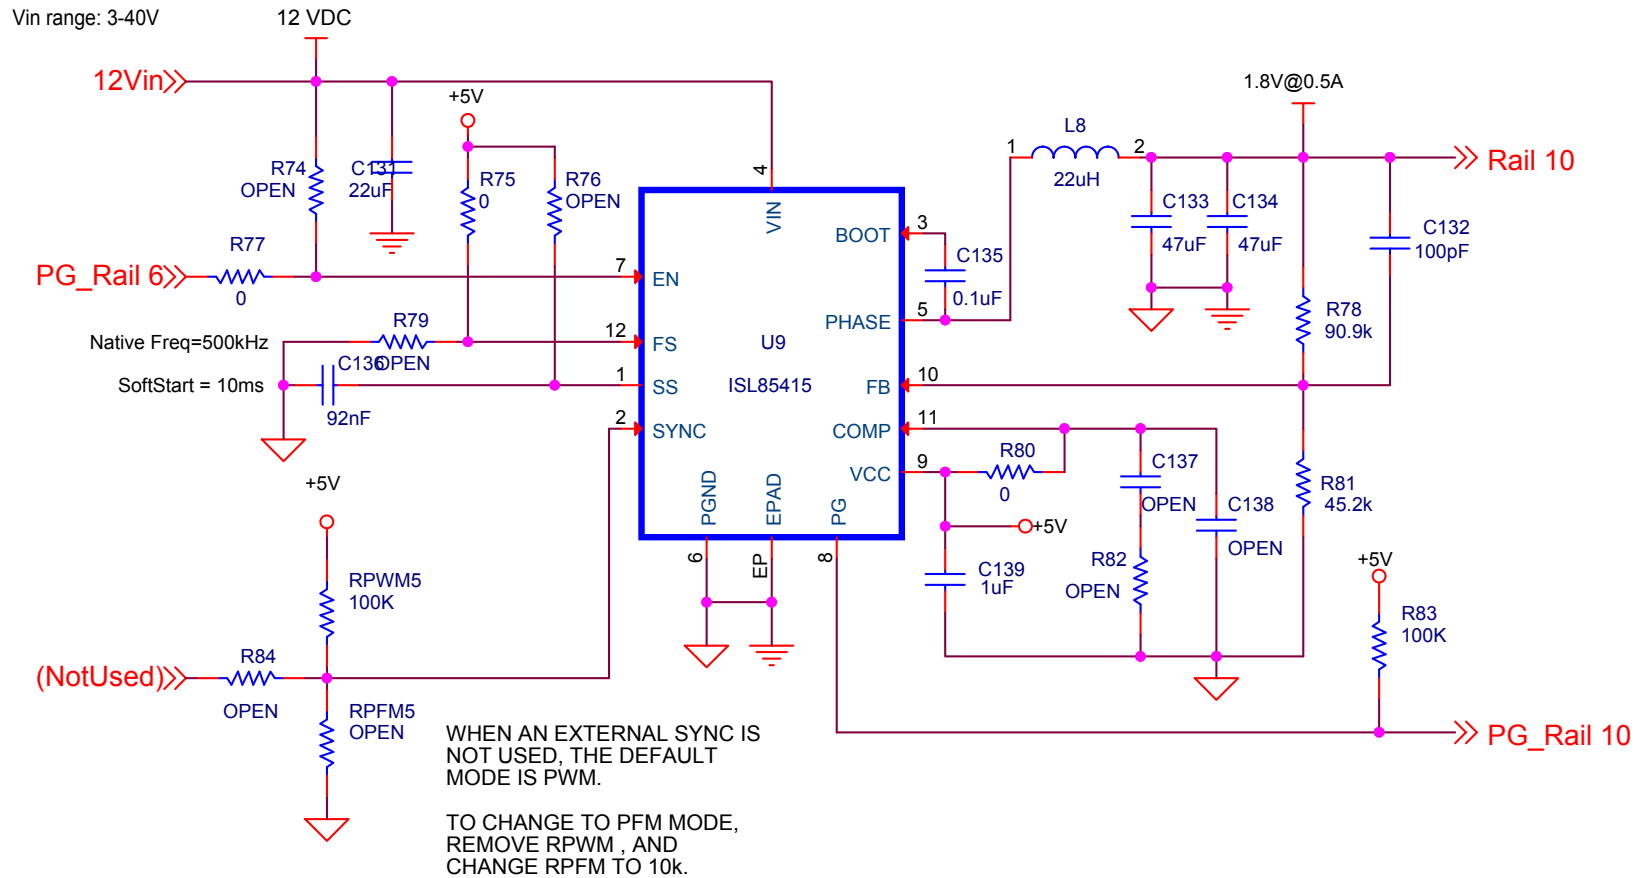 Vin range: 3-40V
12 VDC
12Vin
+5V
1.8V@0.5A
R74
OPEN
C131
22uF
R75
0
R76
OPEN
4
VIN
1
L8
2
22uH
Rail 10
C133
47uF
C134
47uF
C132
100pF
R77
0
PG_Rail 6
7
EN
BOOT
3
C135
0.1uF
PHASE
5
R78
90.9k
Native Freq=500kHz
R79
OPEN
12
FS
U9
ISL85415
SoftStart = 10ms
C136
92nF
1
SS
FB
10
2
SYNC
COMP
11
VCC
9
R80
0
C137
OPEN
C138
OPEN
R81
45.2k
PGND
EPAD
PG
6
EP
8
+5V
C139
1uF
R82
OPEN
+5V
R83
100K
+5V
RPWM5
100K
(NotUsed)
R84
OPEN
RPFM5
OPEN
PG_Rail 10
WHEN AN EXTERNAL SYNC IS
NOT USED, THE DEFAULT
MODE IS PWM.
TO CHANGE TO PFM MODE,
REMOVE RPWM , AND
CHANGE RPFM TO 10k.